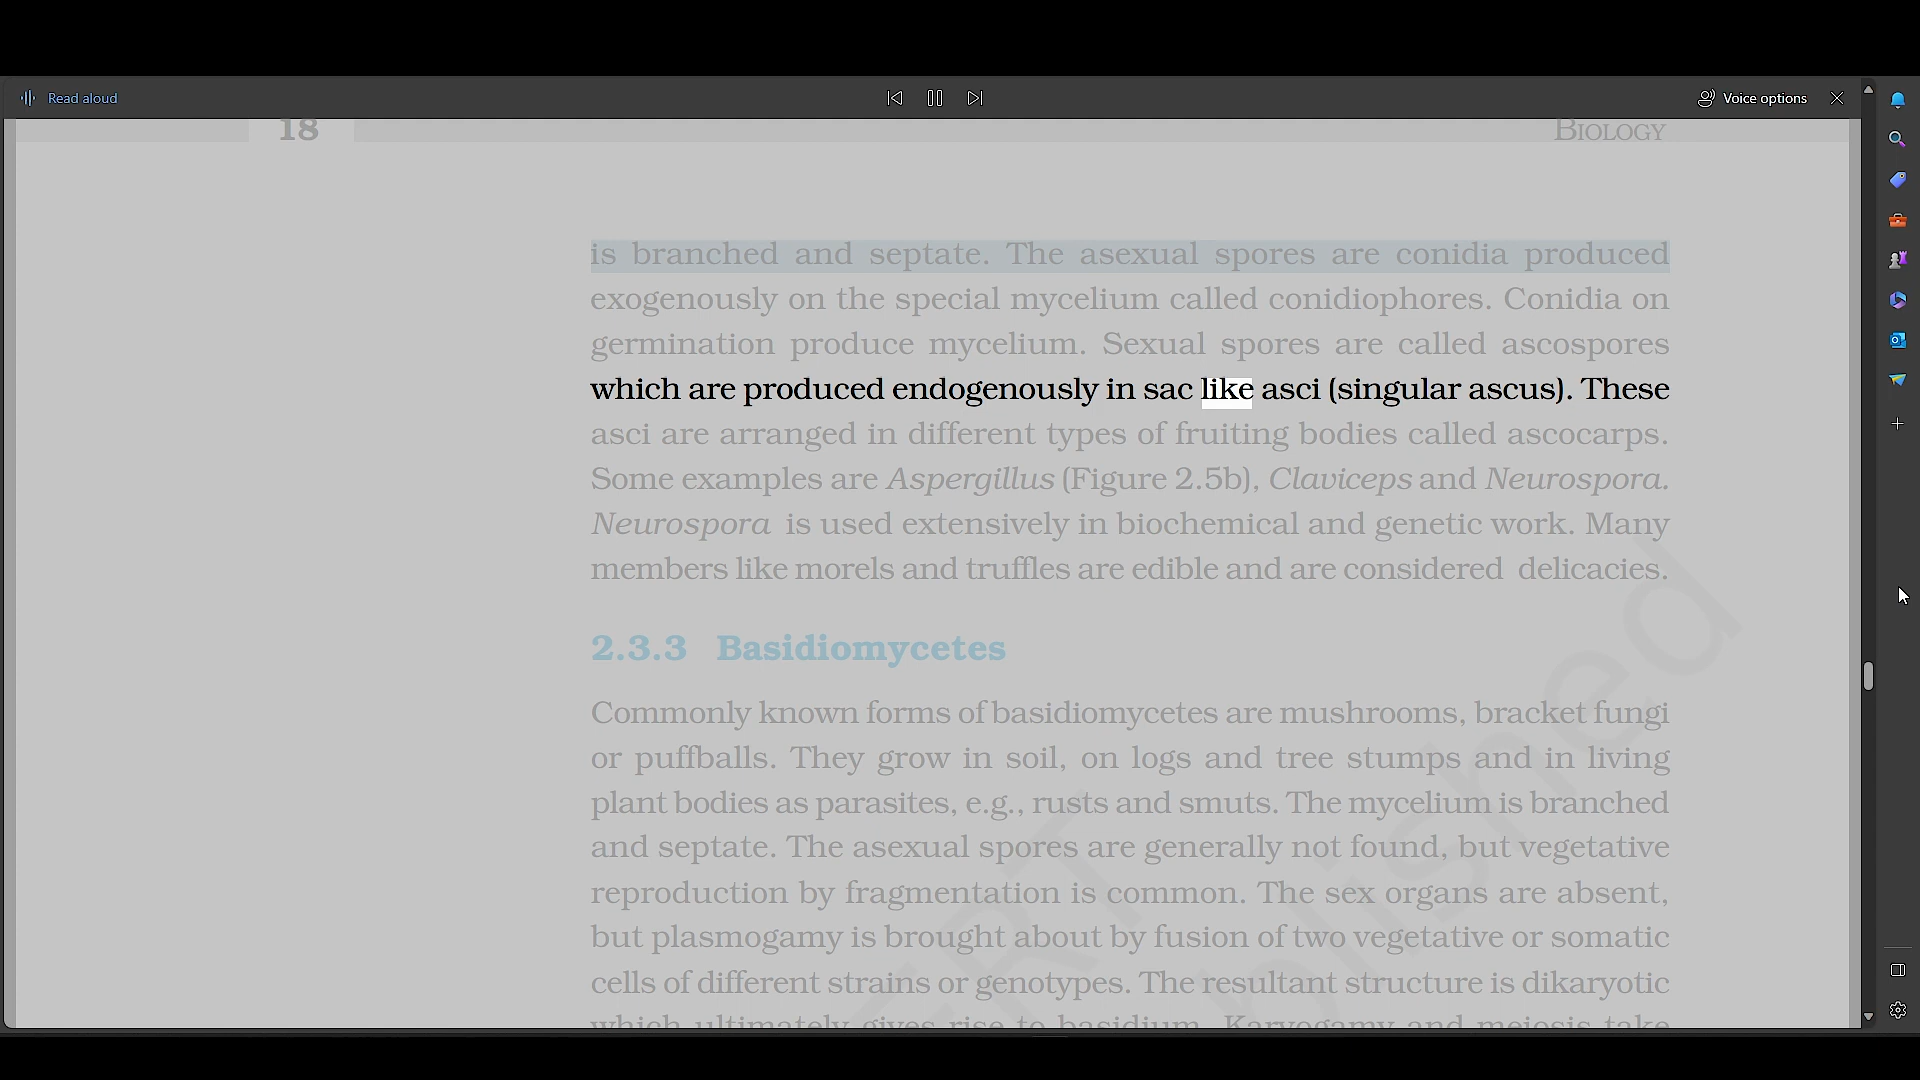 Read aloud
Voice options
18
BIOLOGY
is branched and septate. The asexual spores are conidia produced
exogenously on the special mycelium called conidiophores. Conidia on
germination produce mycelium. Sexual spores are called ascospores
which are produced endogenously in sac like asci (singular ascus). These
asci are arranged in different types of fruiting bodies called ascocarps.
Some examples are Aspergillus (Figure 2.5b), Claviceps and Neurospora.
Neurospora is used extensively in biochemical and genetic work. Many
members like morels and truffles are edible and are considered delicacies.
2.3.3 Basidiomycetes
Commonly known forms of basidiomycetes are mushrooms, bracket fungi
or puffballs. They grow in soil, on logs and tree stumps and in living
plant bodies as parasites, e.g., rusts and smuts. The mycelium is branched
and septate. The asexual spores are generally not found, but vegetative
reproduction by fragmentation is common. The sex organs are absent,
but plasmogamy is brought about by fusion of two vegetative or somatic
cells of different strains or genotypes. The resultant structure is dikaryotic
which ultimately gives rise to basidium. Karyogamy and meiosis take